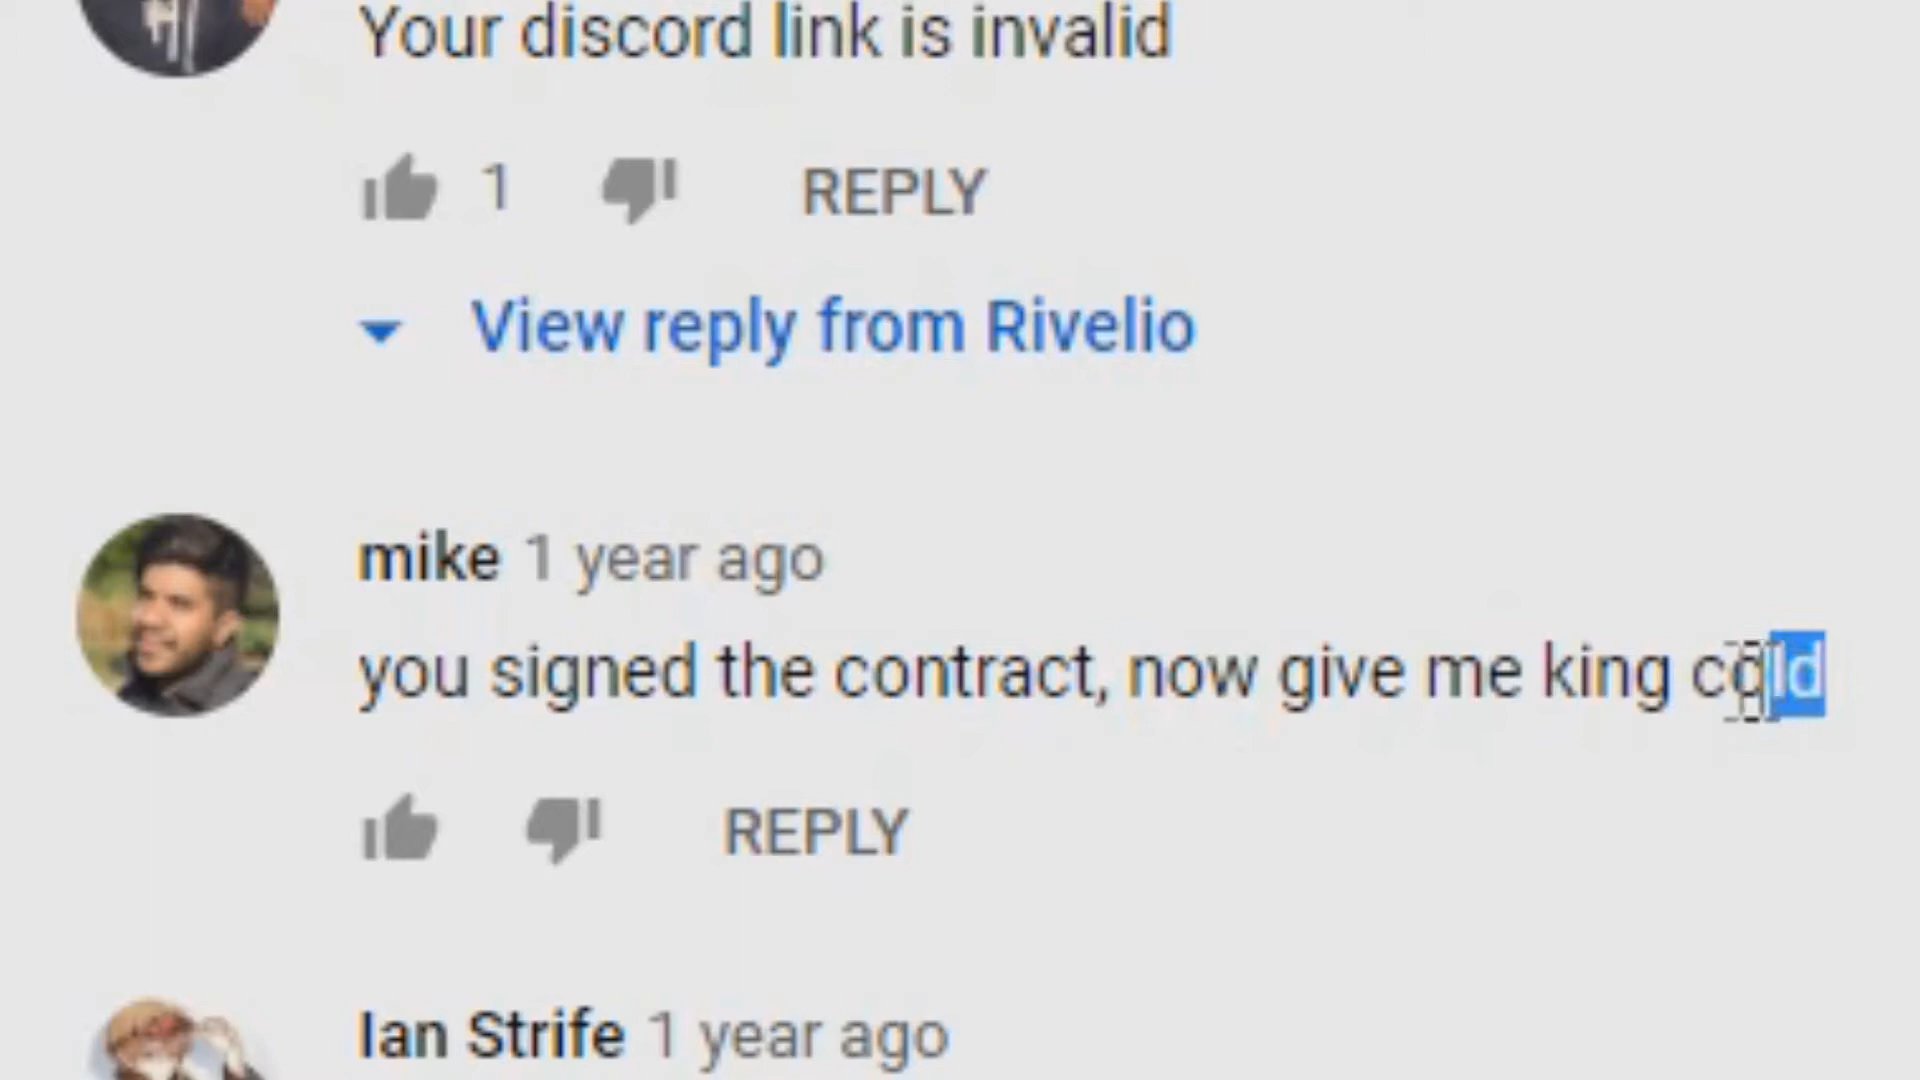 Your discord link is invalid
1 REPLY
View reply from Rivelio
mike 1 year ago
you signed the contract, now give me king cold
REPLY
Ian Strife 1 year ago